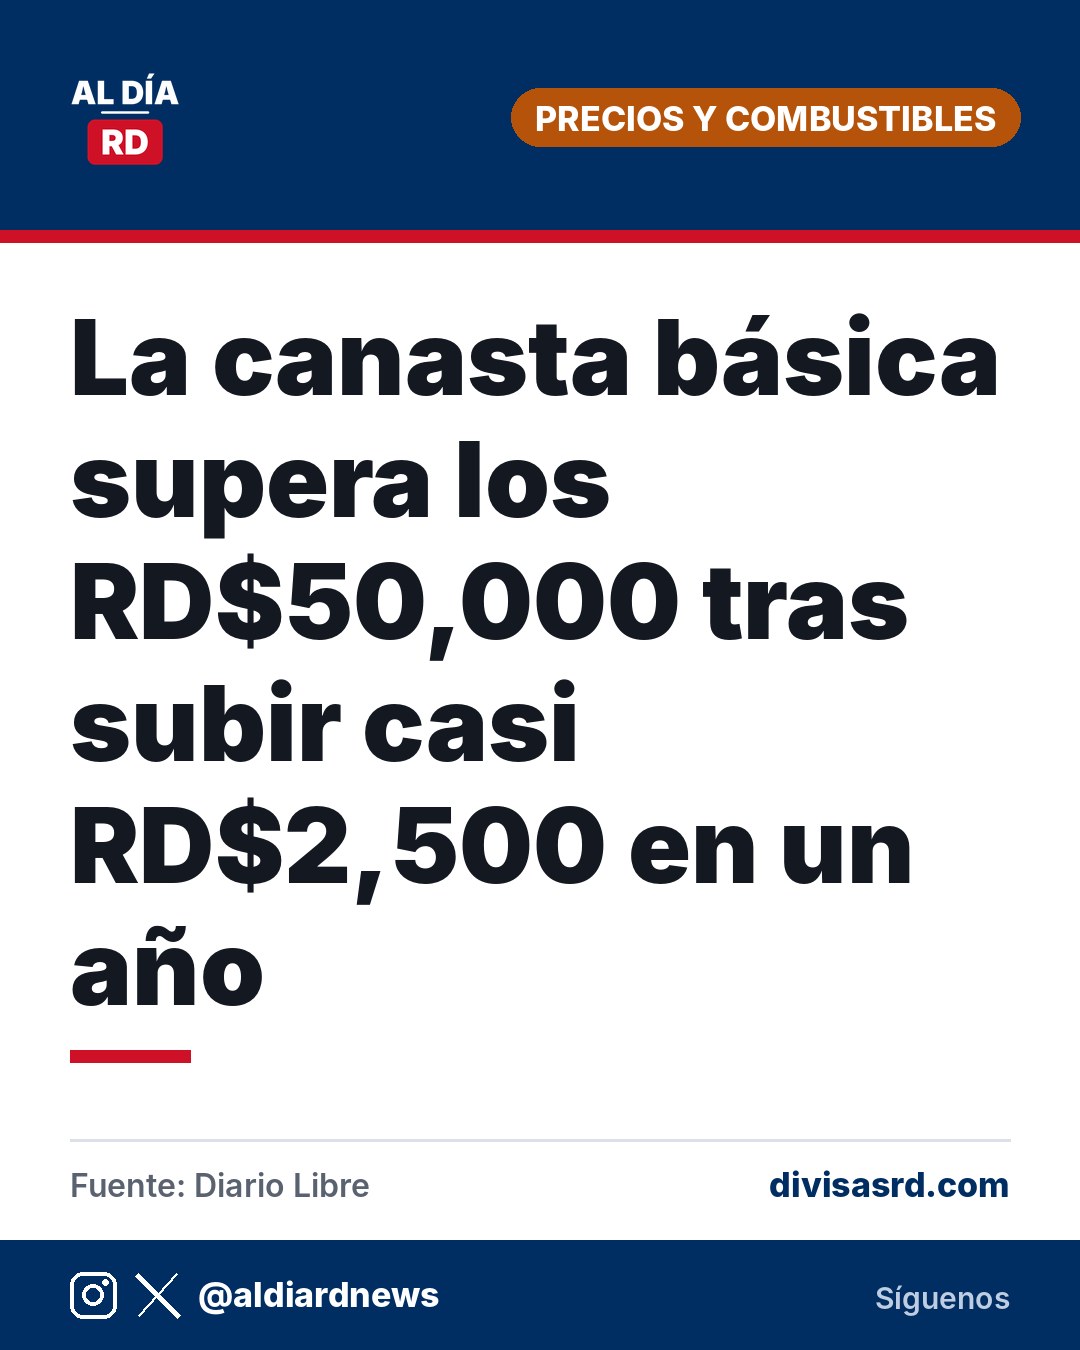 AL DÍA
RD
PRECIOS Y COMBUSTIBLES
La canasta básica
supera los
RD$50,000 tras
subir casi
RD$2,500 en un
año
Fuente: Diario Libre
divisasrd.com
@aldiardnews
Síguenos